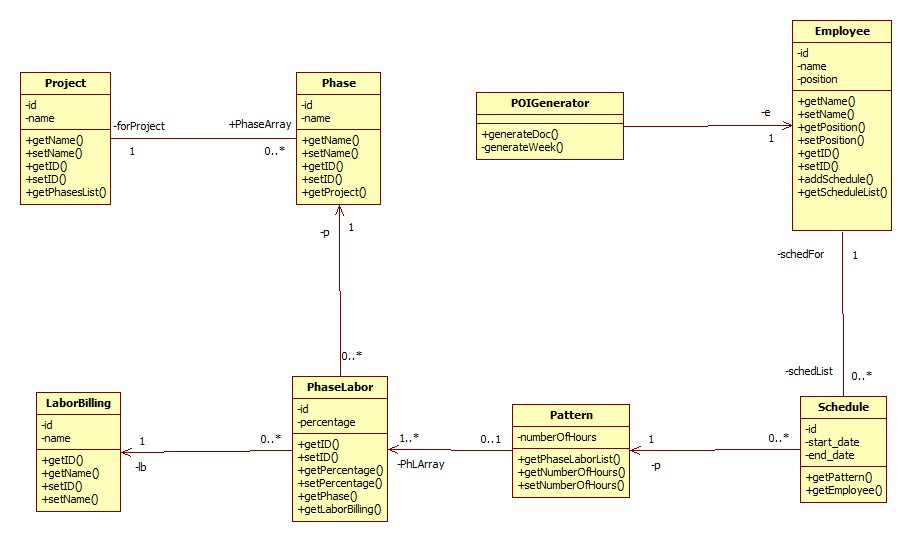 Project
-id
-name
+getName()
+setName()
+getID()
+setID()
+getPhasesList()
-forProject
1
+PhaseArray
0..*
Phase
-id
-name
+getName()
+setName()
+getID()
+setID()
+getProject()
POIGenerator
+generateDoc()
-generateWeek()
-e
1
Employee
-id
-name
-position
+getName()
+setName()
+getPosition()
+setPosition()
+getID()
+setID()
+addSchedule()
+getScheduleList()
-p
1
0..*
-schedFor
1
-schedList
0..*
LaborBilling
-id
-name
+getID()
+getName()
+setID()
+setName()
1
-lb
0..*
PhaseLabor
-id
-percentage
+getID()
+setID()
+getPercentage()
+setPercentage()
+getPhase()
+getLaborBilling()
1..*
-PhLArray
0..1
Pattern
-numberOfHours
+getPhaseLaborList()
+getNumberOfHours()
+setNumberOfHours()
1
-p
0..*
Schedule
-id
-start_date
-end_date
+getPattern()
+getEmployee()